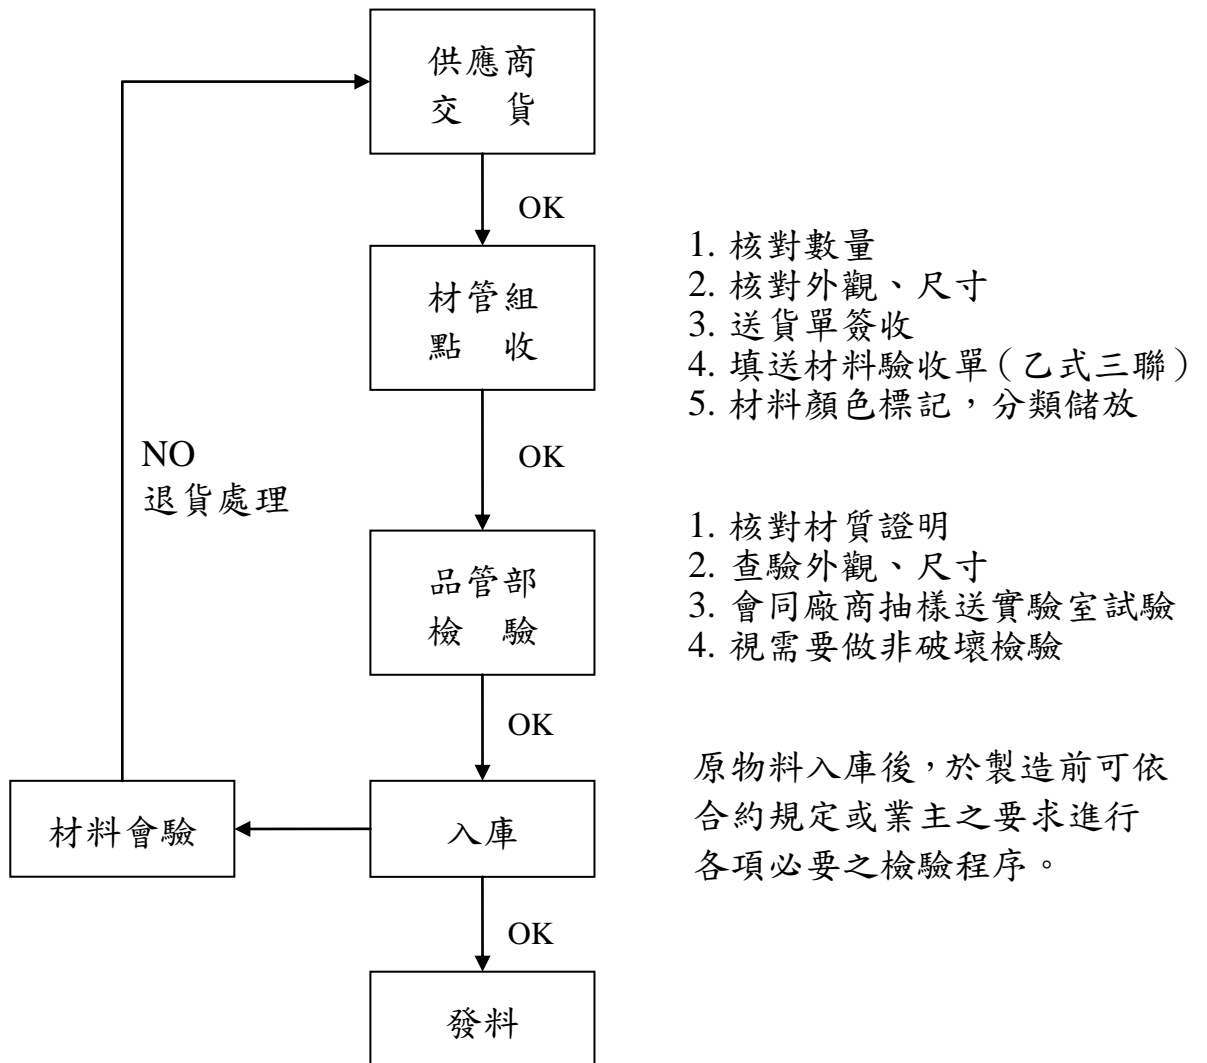 供應商
交 貨
OK
材管組
點 收
1. 核對數量
2. 核對外觀、尺寸
3. 送貨單簽收
4. 填送材料驗收單（乙式三聯）
5. 材料顏色標記，分類儲放
NO
退貨處理
OK
品管部
檢 驗
1. 核對材質證明
2. 查驗外觀、尺寸
3. 會同廠商抽樣送實驗室試驗
4. 視需要做非破壞檢驗
OK
材料會驗
入庫
原物料入庫後，於製造前可依
合約規定或業主之要求進行
各項必要之檢驗程序。
OK
發料